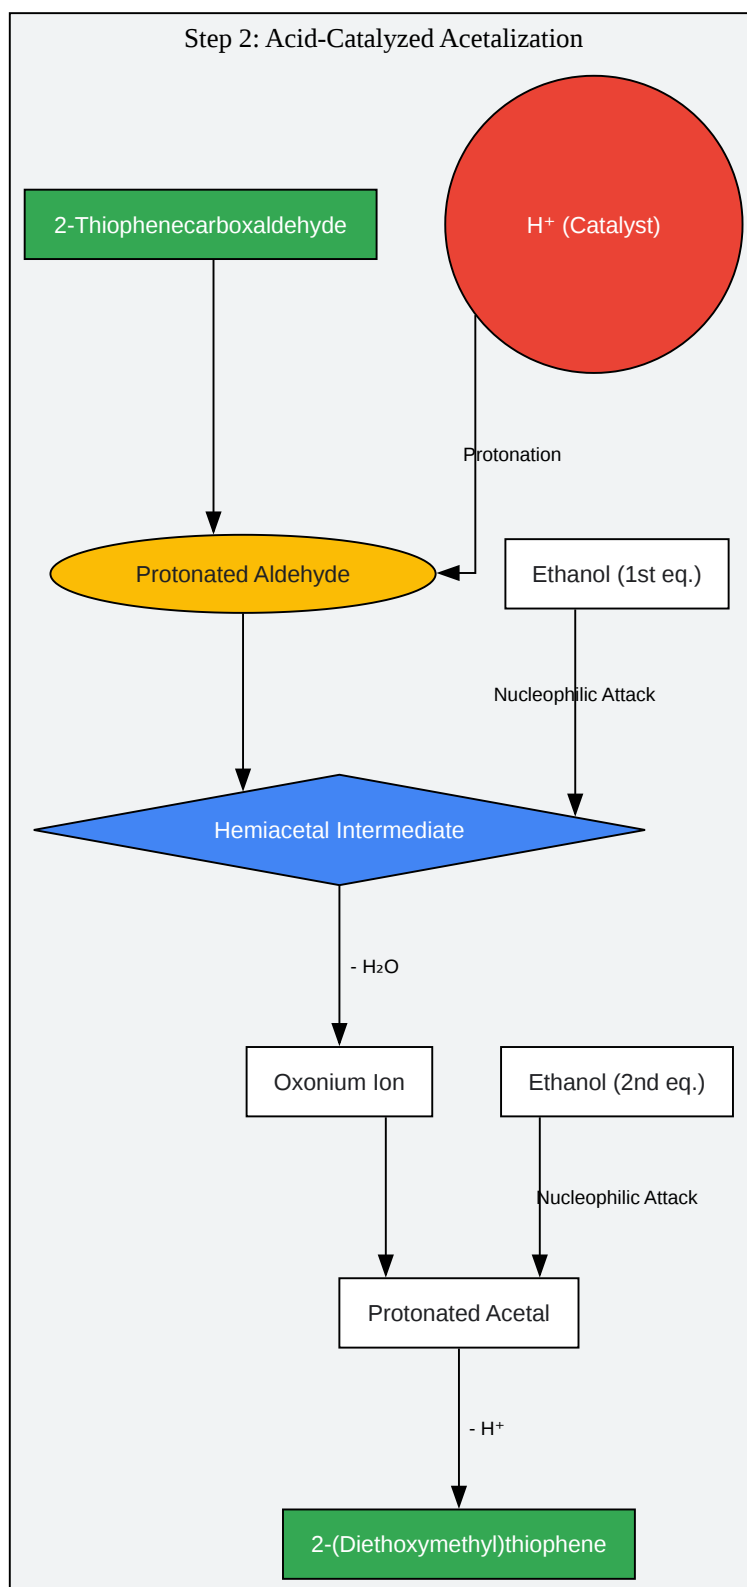 Step 2: Acid-Catalyzed Acetalization
2-Thiophenecarboxaldehyde
H⁺ (Catalyst)
Protonation
Protonated Aldehyde
Ethanol (1st eq.)
Nucleophilic Attack
Hemiacetal Intermediate
- H₂O
Oxonium Ion
Ethanol (2nd eq.)
Nucleophilic Attack
Protonated Acetal
- H⁺
2-(Diethoxymethyl)thiophene